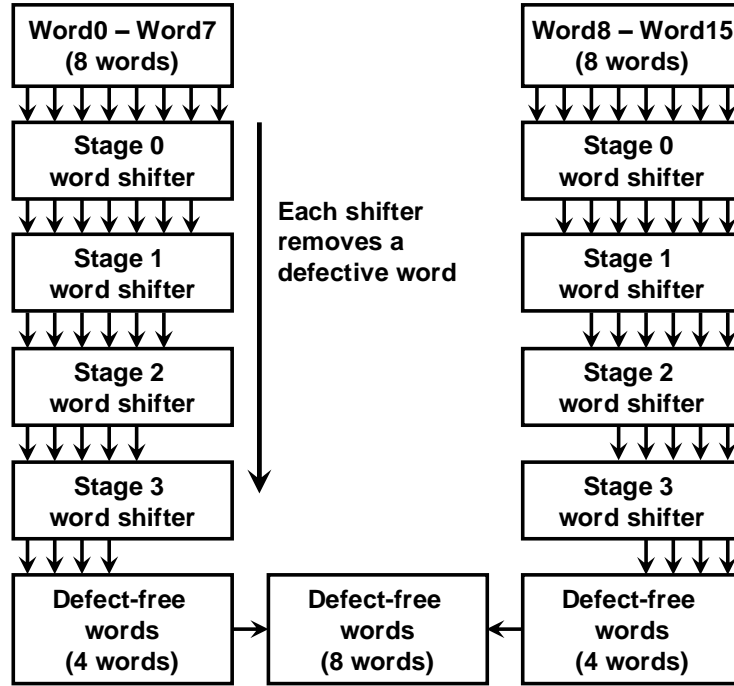 Word0 – Word7
(8 words)
Stage 0
word shifter
Stage 1
word shifter
Stage 2
word shifter
Stage 3
word shifter
Defect-free
words
(4 words)
Each shifter
removes a
defective word
Defect-free
words
(8 words)
Word8 – Word15
(8 words)
Stage 0
word shifter
Stage 1
word shifter
Stage 2
word shifter
Stage 3
word shifter
Defect-free
words
(4 words)